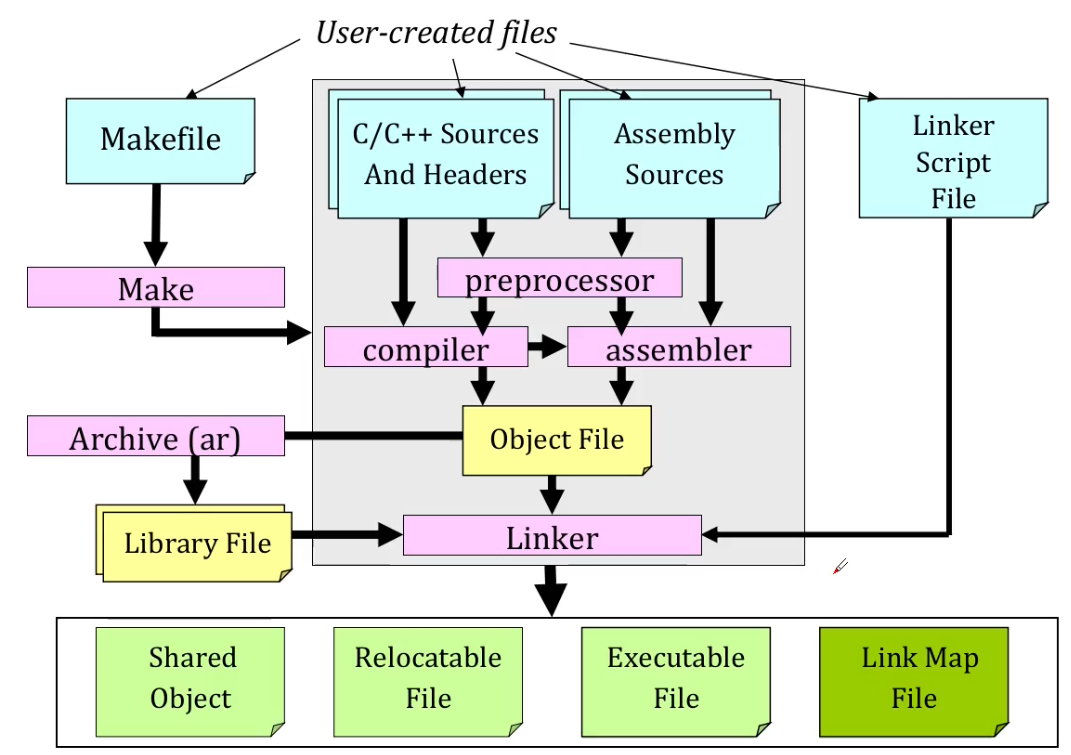 User-created files
Makefile
C/C++ Sources
And Headers
Assembly
Sources
Linker
Script
File
preprocessor
Make
compiler
assembler
Archive (ar)
Object File
Library File
Linker
Shared
Object
Relocatable
File
Executable
File
Link Map
File